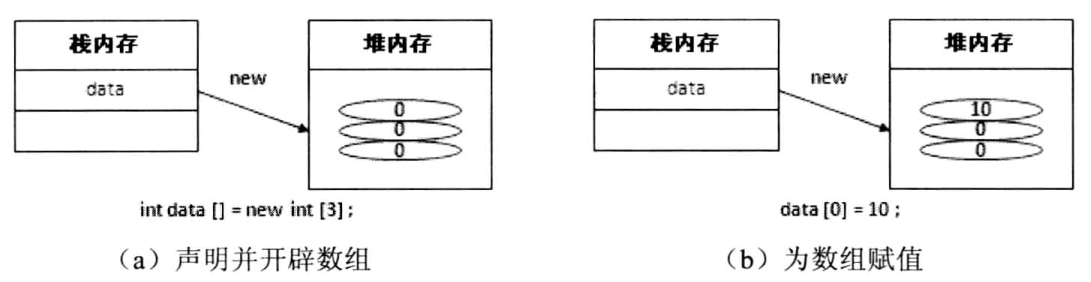 栈内存
堆内存
data
new
0
0
0
int data [] = new int [3] ;
（a）声明并开辟数组
栈内存
堆内存
data
new
10
0
0
data [0] = 10 ;
（b）为数组赋值